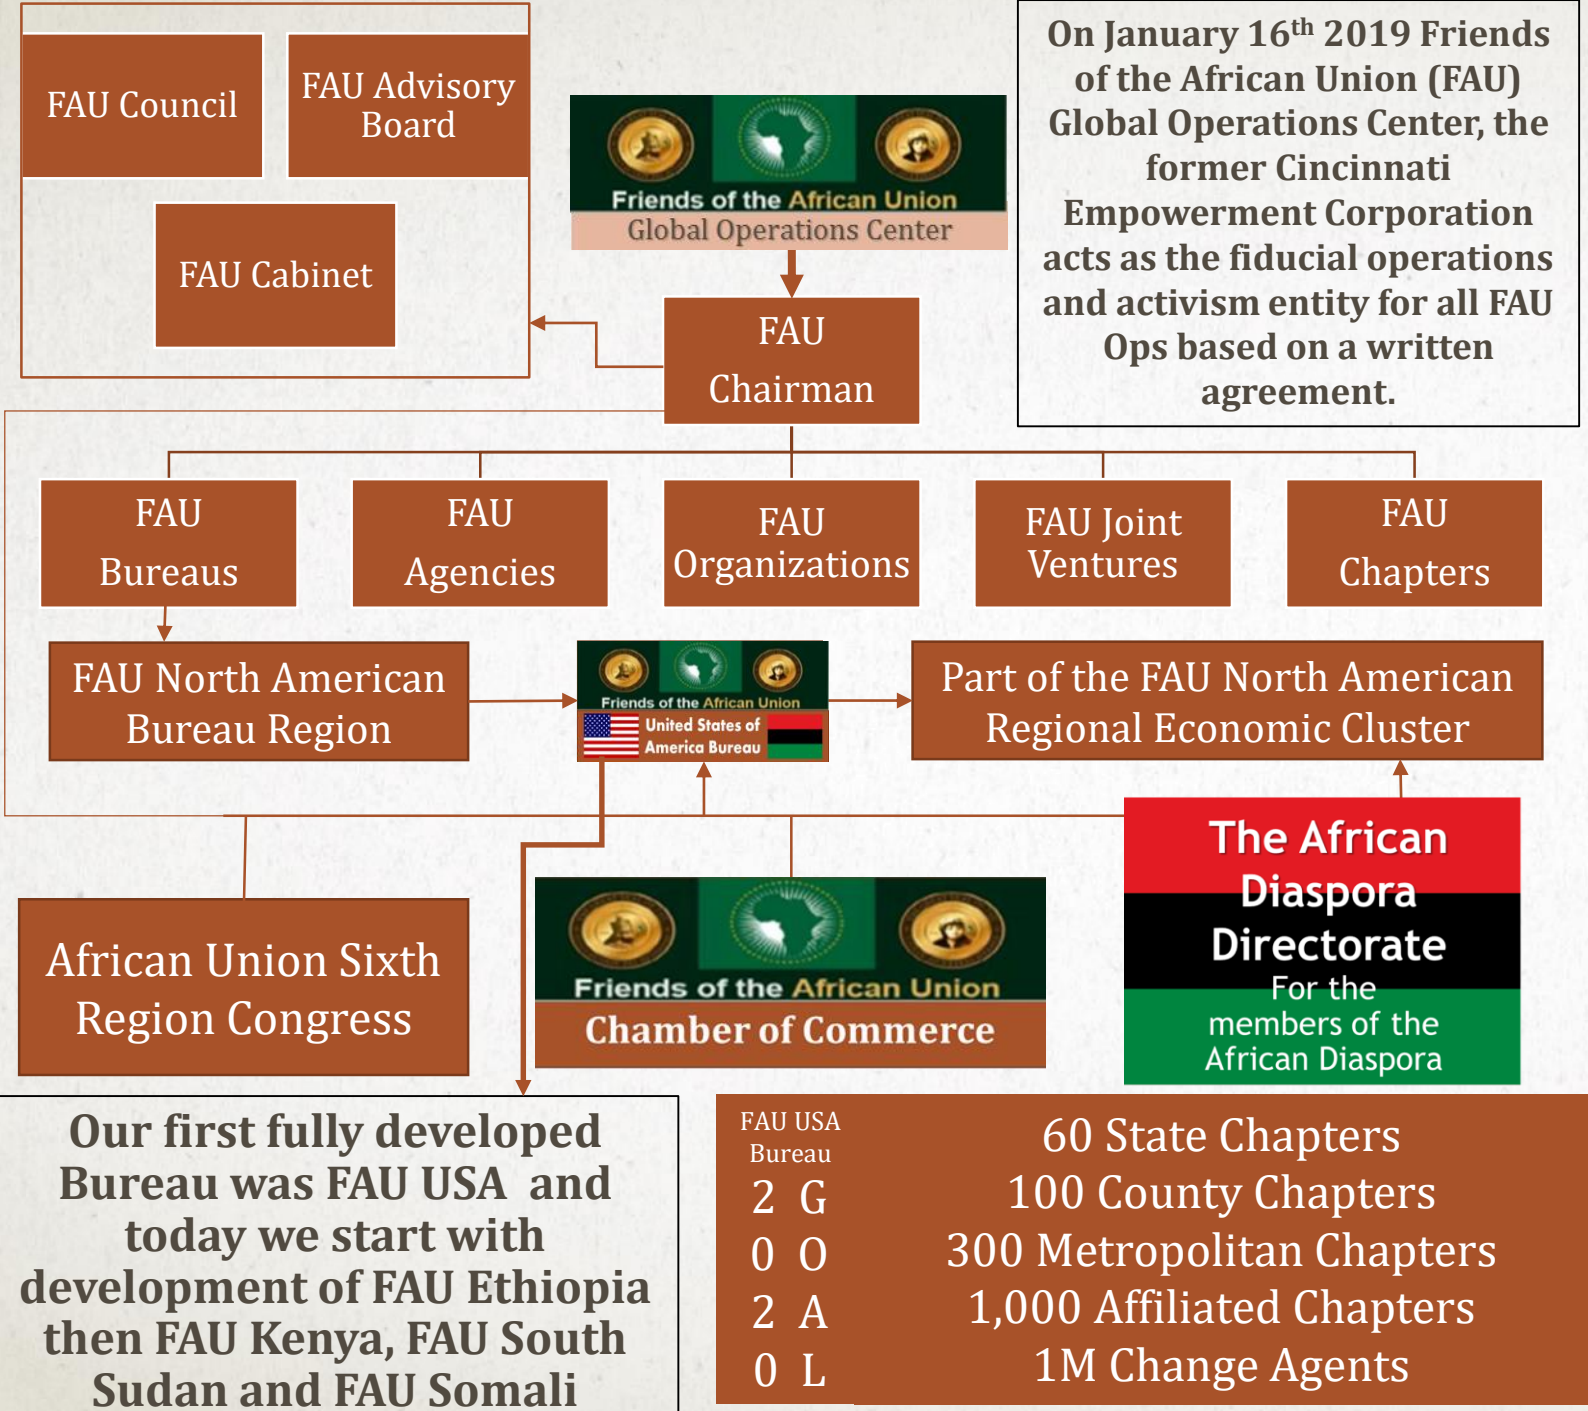 FAU Council
FAU Advisory
Board
FAU Cabinet
Friends of the African Union
Global Operations Center
On January 16th 2019 Friends
of the African Union (FAU)
Global Operations Center, the
former Cincinnati
Empowerment Corporation
acts as the fiducial operations
and activism entity for all FAU
Ops based on a written
agreement.
FAU
Chairman
FAU
Bureaus
FAU
Agencies
FAU
Organizations
FAU Joint
Ventures
FAU
Chapters
FAU North American
Bureau Region
Friends of the African Union
United States of
America Bureau
Part of the FAU North American
Regional Economic Cluster
African Union Sixth
Region Congress
Friends of the African Union
Chamber of Commerce
The African
Diaspora
Directorate
For the
members of the
African Diaspora
Our first fully developed
Bureau was FAU USA and
today we start with
development of FAU Ethiopia
then FAU Kenya, FAU South
Sudan and FAU Somali
FAU USA
Bureau
2 G
0 O
2 A
0 L
60 State Chapters
100 County Chapters
300 Metropolitan Chapters
1,000 Affiliated Chapters
1M Change Agents